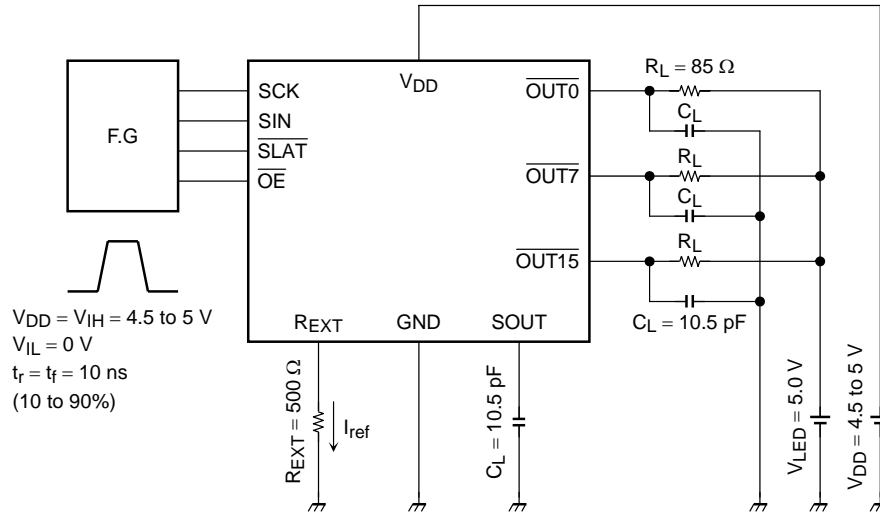 F.G
SCK
SIN
SLAT
OE
VDD
OUT0
OUT7
OUT15
REXT
GND
SOUT
RL = 85 Ω
CL
RL
CL
RL
CL = 10.5 pF
VDD = VIH = 4.5 to 5 V
VIL = 0 V
tr = tf = 10 ns
(10 to 90%)
REXT = 500 Ω
Iref
CL = 10.5 pF
VLED = 5.0 V
VDD = 4.5 to 5 V